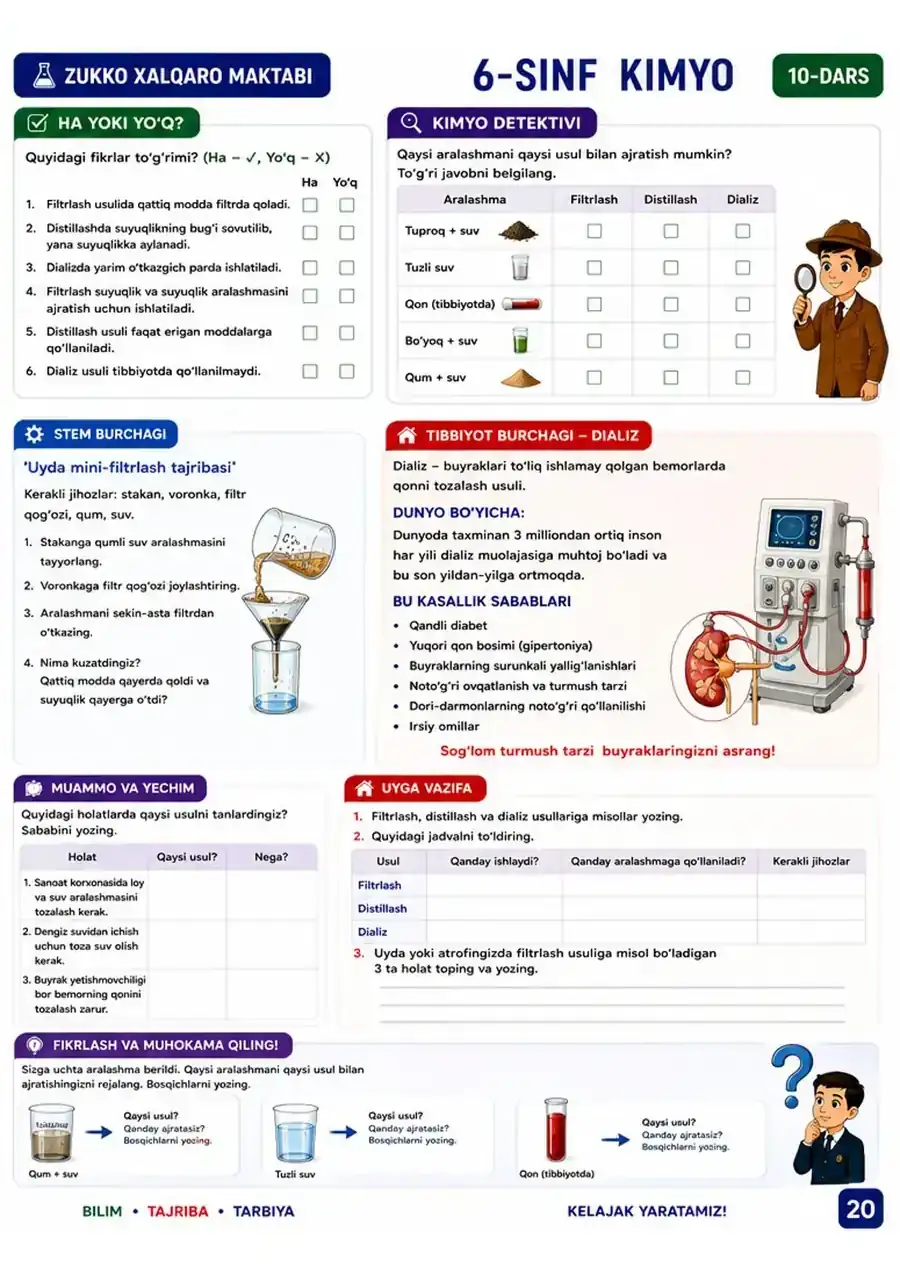 ZUKKO XALQARO MAKTABI
6-SINF KIMYO
10-DARS
HA YOKI YO‘Q?
Quyidagi fikrlar to‘g‘rimi? (Ha – ✓, Yo‘q – X)
Ha Yo‘q
1. Filtrlash usulida qattiq modda filtrda qoladi.
2. Distillashda suyuqlikning bug‘i sovutilib,
yana suyuqlikka aylanadi.
3. Dializda yarim o‘tkazgich parda ishlatiladi.
4. Filtrlash suyuqlik va suyuqlik aralashmasini
ajratish uchun ishlatiladi.
5. Distillash usuli faqat erigan moddalarga
qo‘llaniladi.
6. Dializ usuli tibbiyotda qo‘llanilmaydi.
KIMYO DETEKTIVI
Qaysi aralashmani qaysi usul bilan ajratish mumkin?
To‘g‘ri javobni belgilang.
Aralashma Filtrlash Distillash Dializ
Tuproq + suv
Tuzli suv
Qon (tibbiyotda)
Bo‘yoq + suv
Qum + suv
STEM BURCHAGI
"Uyda mini-filtrlash tajribasi"
Kerakli jihozlar: stakan, voronka, filtr
qog‘ozi, qum, suv.
1. Stakanga qumli suv aralashmasini
tayyorlang.
2. Voronkaga filtr qog‘ozi joylashtiring.
3. Aralashmani sekin-asta filtrdan
o‘tkazing.
4. Nima kuzatdingiz?
Qattiq modda qayerda qoldi va
suyuqlik qayerga o‘tdi?
TIBBIYOT BURCHAGI – DIALIZ
Dializ – buyraklari to‘liq ishlamay qolgan bemorlarda
qonni tozalash usuli.
DUNYO BO‘YICHA:
Dunyoda taxminan 3 milliondan ortiq inson
har yili dializ muolajasiga muhtoj bo‘ladi va
bu son yildan-yilga ortmoqda.
BU KASALLIK SABABLARI
• Qandli diabet
• Yuqori qon bosimi (gipertoniya)
• Buyraklarning surunkali yallig‘lanishlari
• Noto‘g‘ri ovqatlanish va turmush tarzi
• Dori-darmonlarning noto‘g‘ri qo‘llanilishi
• Irsiy omillar
Sog‘lom turmush tarzi buyraklaringizni asrang!
MUAMMO VA YECHIM
Quyidagi holatlarda qaysi usulni tanlardingiz?
Sababini yozing.
Holat Qaysi usul? Nega?
1. Sanoat korxonasida loy
va suv aralashmasini
tozalash kerak.
2. Dengiz suvidan ichish
uchun toza suv olish
kerak.
3. Buyrak yetishmovchiligi
bor bemorning qonini
tozalash zarur.
UYGA VAZIFA
1. Filtrlash, distillash va dializ usullariga misollar yozing.
2. Quyidagi jadvalni to‘ldiring.
Usul Qanday ishlaydi? Qanday aralashmaga qo‘llaniladi? Kerakli jihozlar
Filtrlash
Distillash
Dializ
3. Uyda yoki atrofingizda filtrlash usuliga misol bo‘ladigan
3 ta holat toping va yozing.
FIKRLASH VA MUHOKAMA QILING!
Sizga uchta aralashma berildi. Qaysi aralashmani qaysi usul bilan
ajratishingizni rejalang. Bosqichlarni yozing.
Qaysi usul?
Qanday ajratasiz?
Bosqichlarni yozing.
Qum + suv
Qaysi usul?
Qanday ajratasiz?
Bosqichlarni yozing.
Tuzli suv
Qaysi usul?
Qanday ajratasiz?
Bosqichlarni yozing.
Qon (tibbiyotda)
BILIM • TAJRIBA • TARBIYA
KELAJAK YARATAMIZ!
20